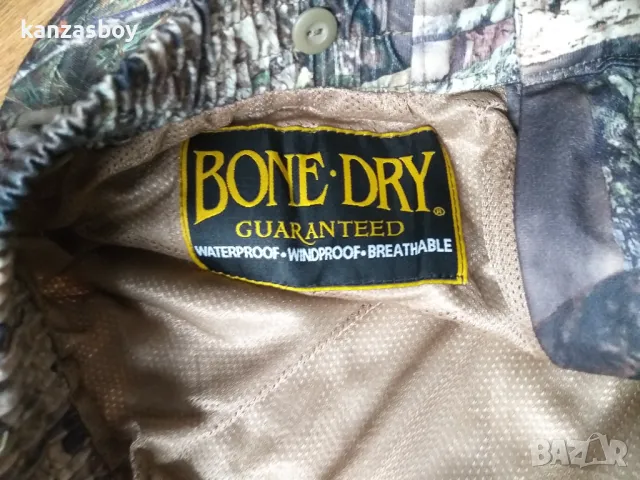 kanzasboy
BONE·DRY®
GUARANTEED
WATERPROOF•WINDPROOF•BREATHABLE
BAZAR